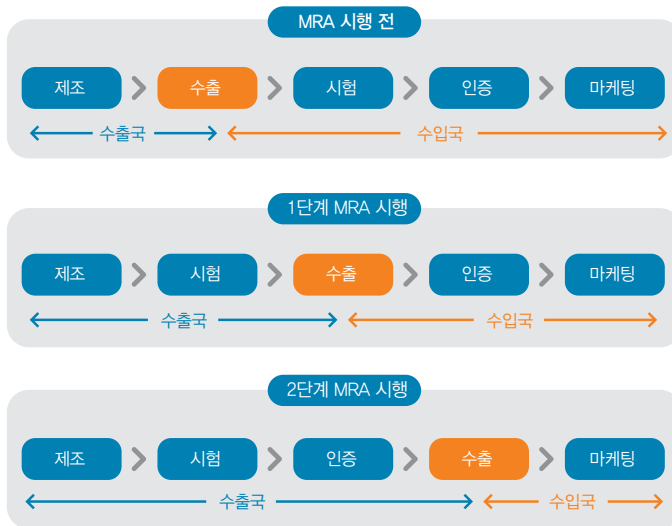 MRA 시행 전
제조 수출 시험 인증 마케팅
수출국 수입국
1단계 MRA 시행
제조 시험 수출 인증 마케팅
수출국 수입국
2단계 MRA 시행
제조 시험 인증 수출 마케팅
수출국 수입국